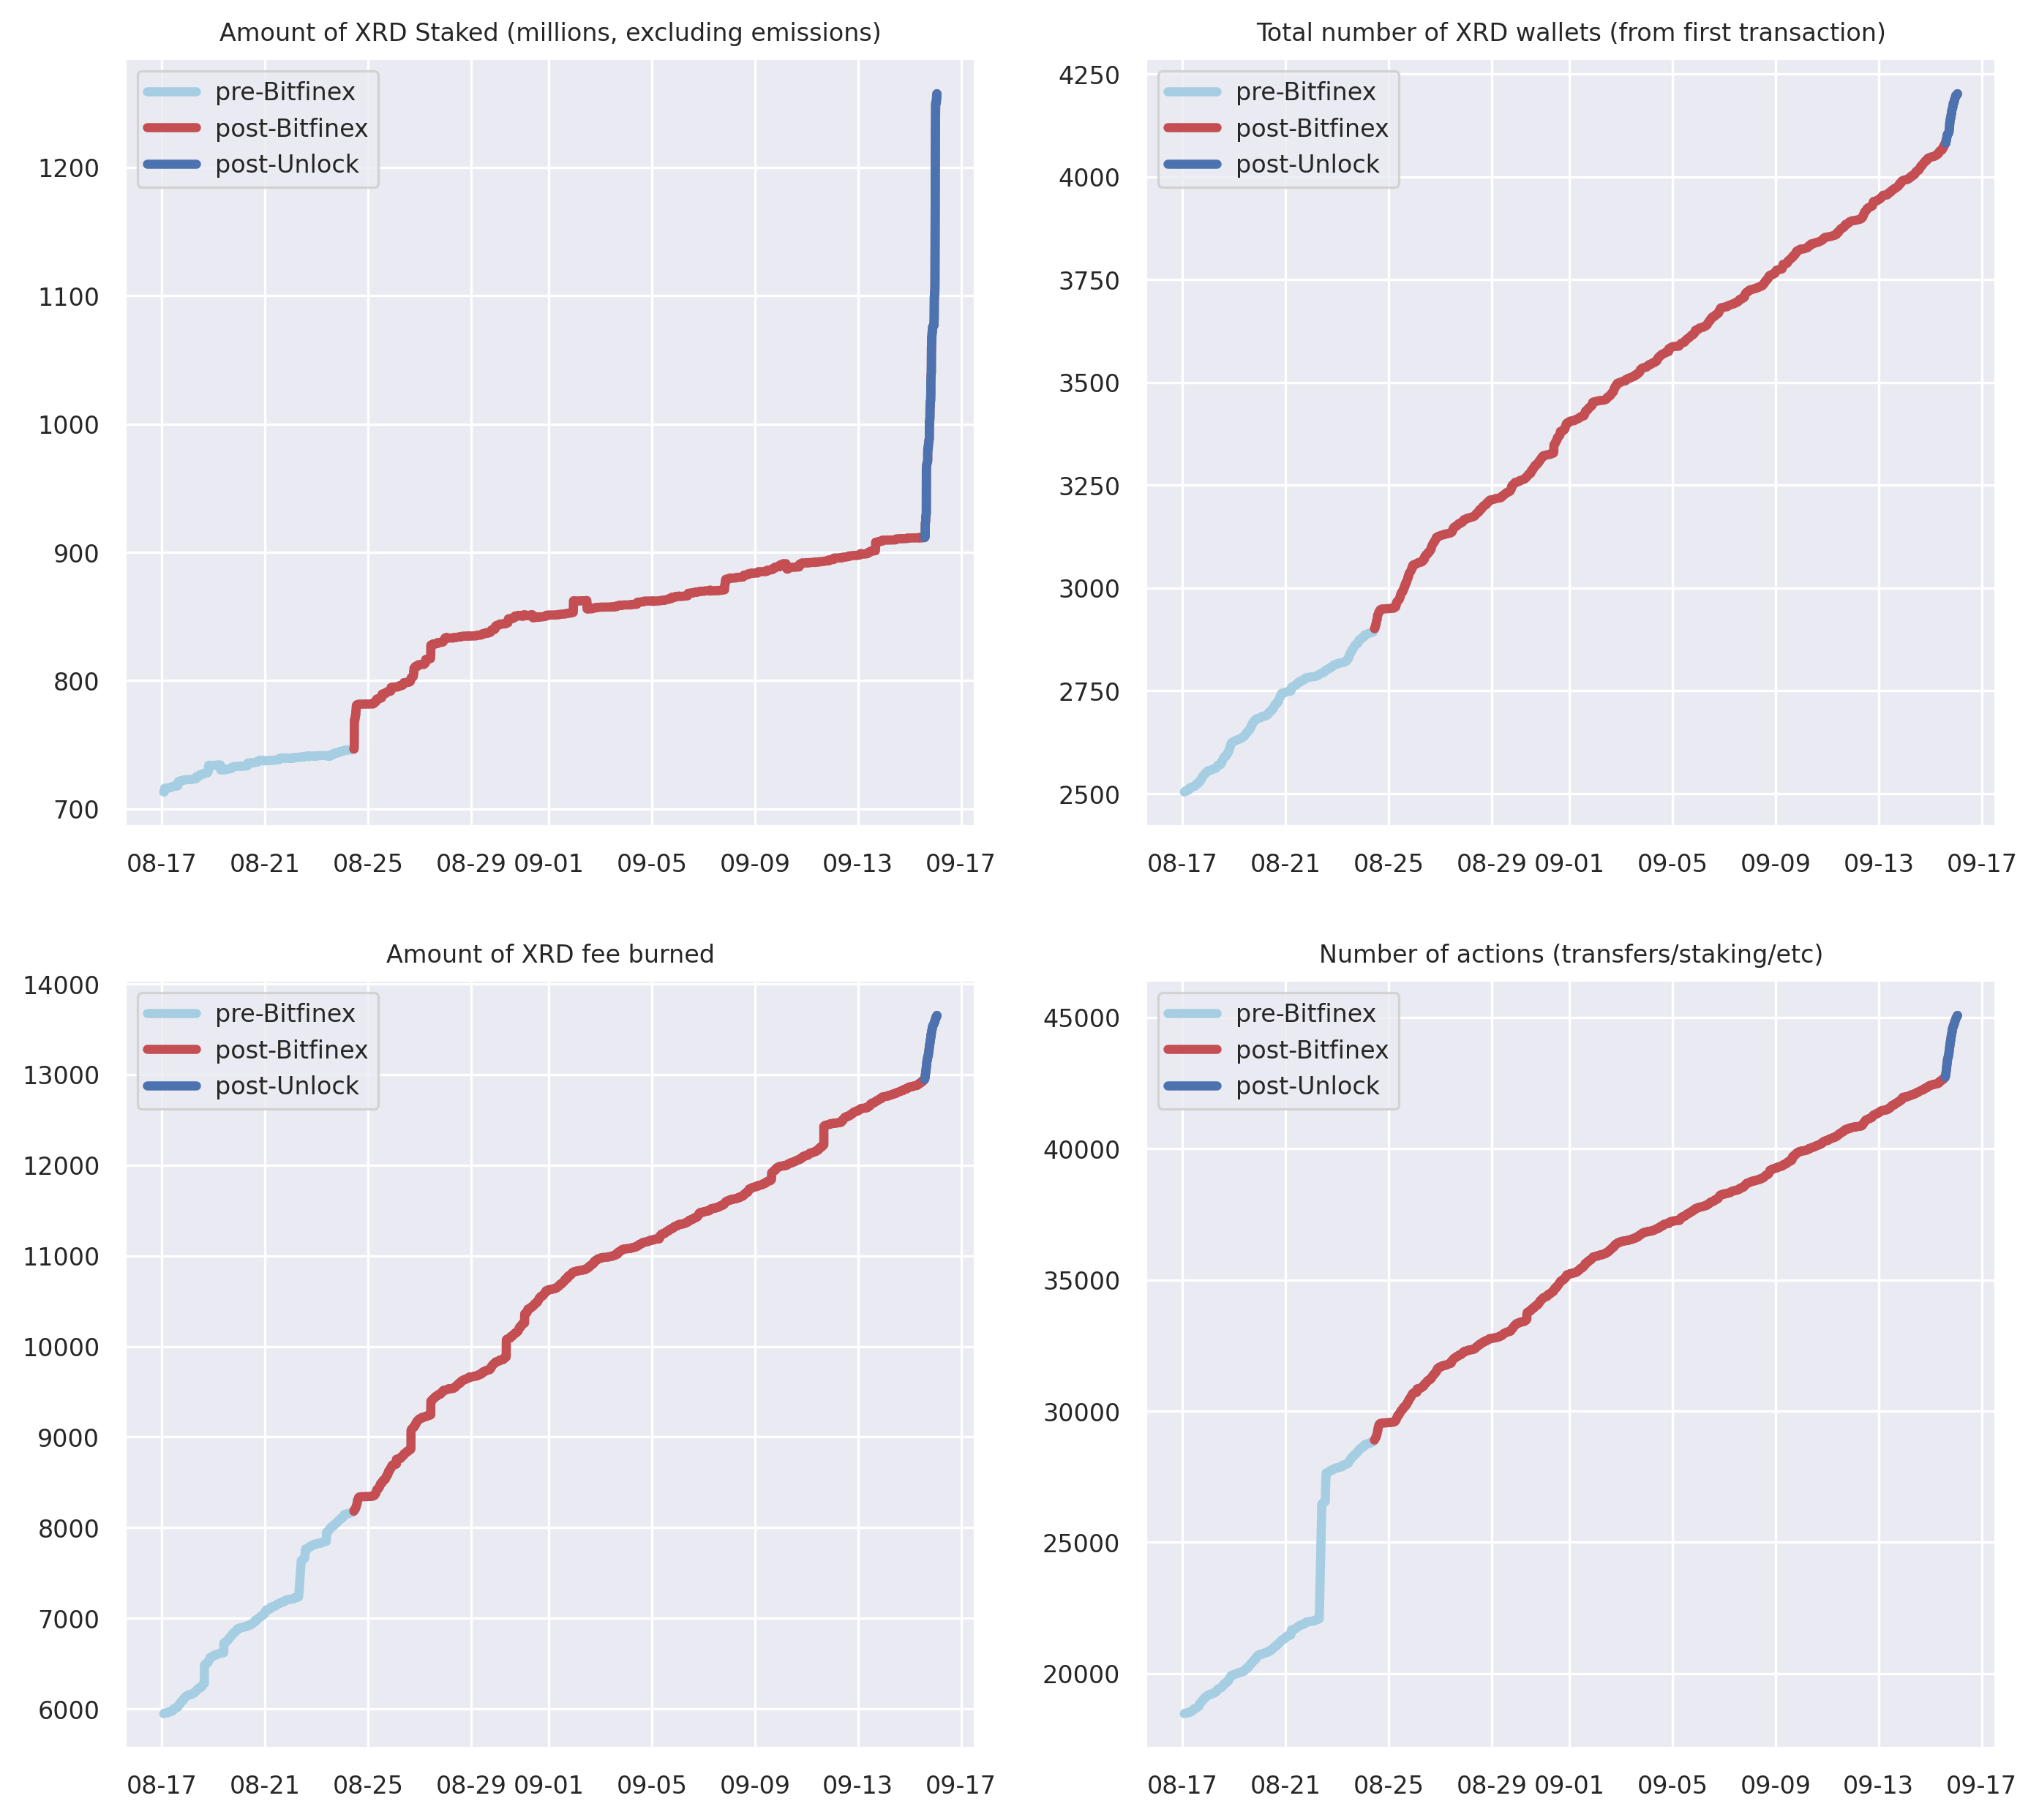 Amount of XRD Staked (millions, excluding emissions)
pre-Bitfinex
post-Bitfinex
post-Unlock
1200
1100
1000
900
800
700
08-17 08-21 08-25 08-29 09-01 09-05 09-09 09-13 09-17
Total number of XRD wallets (from first transaction)
pre-Bitfinex
post-Bitfinex
post-Unlock
4250
4000
3750
3500
3250
3000
2750
2500
08-17 08-21 08-25 08-29 09-01 09-05 09-09 09-13 09-17
Amount of XRD fee burned
pre-Bitfinex
post-Bitfinex
post-Unlock
14000
13000
12000
11000
10000
9000
8000
7000
6000
08-17 08-21 08-25 08-29 09-01 09-05 09-09 09-13 09-17
Number of actions (transfers/staking/etc)
pre-Bitfinex
post-Bitfinex
post-Unlock
45000
40000
35000
30000
25000
20000
08-17 08-21 08-25 08-29 09-01 09-05 09-09 09-13 09-17